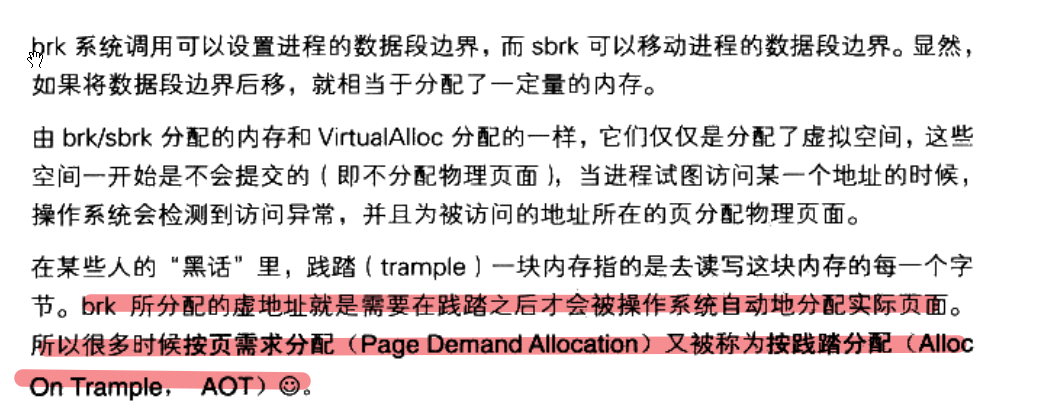 brk 系统调用可以设置进程的数据段边界，而 sbrk 可以移动进程的数据段边界。显然，
如果将数据段边界后移，就相当于分配了一定量的内存。
由 brk/sbrk 分配的内存和 VirtualAlloc 分配的一样，它们仅仅是分配了虚拟空间，这些
空间一开始是不会提交的（即不分配物理页面），当进程试图访问某一个地址的时候，
操作系统会检测到访问异常，并且为被访问的地址所在的页分配物理页面。
在某些人的“黑话”里，践踏（trample）一块内存指的是去读写这块内存的每一个字
节。brk 所分配的虚地址就是需要在践踏之后才会被操作系统自动地分配实际页面。
所以很多时候按页需求分配（Page Demand Allocation）又被称为按践踏分配（Alloc
On Trample， AOT）☺。